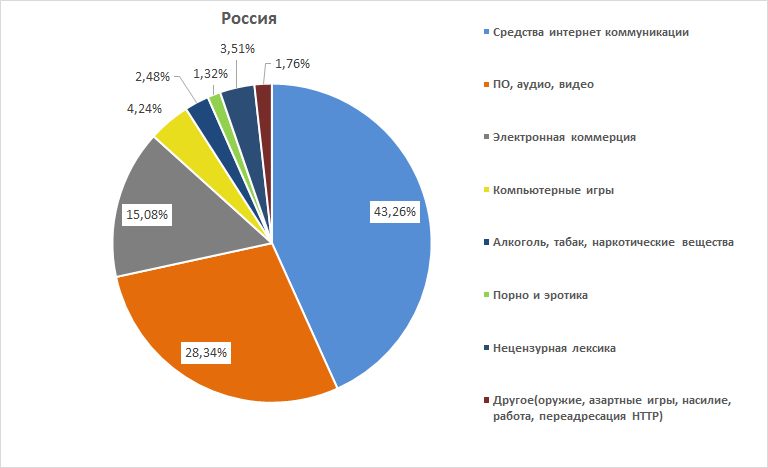 Россия
3,51%
2,48%
1,32%
1,76%
4,24%
15,08%
43,26%
28,34%
Средства интернет коммуникации
ПО, аудио, видео
Электронная коммерция
Компьютерные игры
Алкоголь, табак, наркотические вещества
Порно и эротика
Нецензурная лексика
Другое(оружие, азартные игры, насилие,
работа, переадресация HTTP)